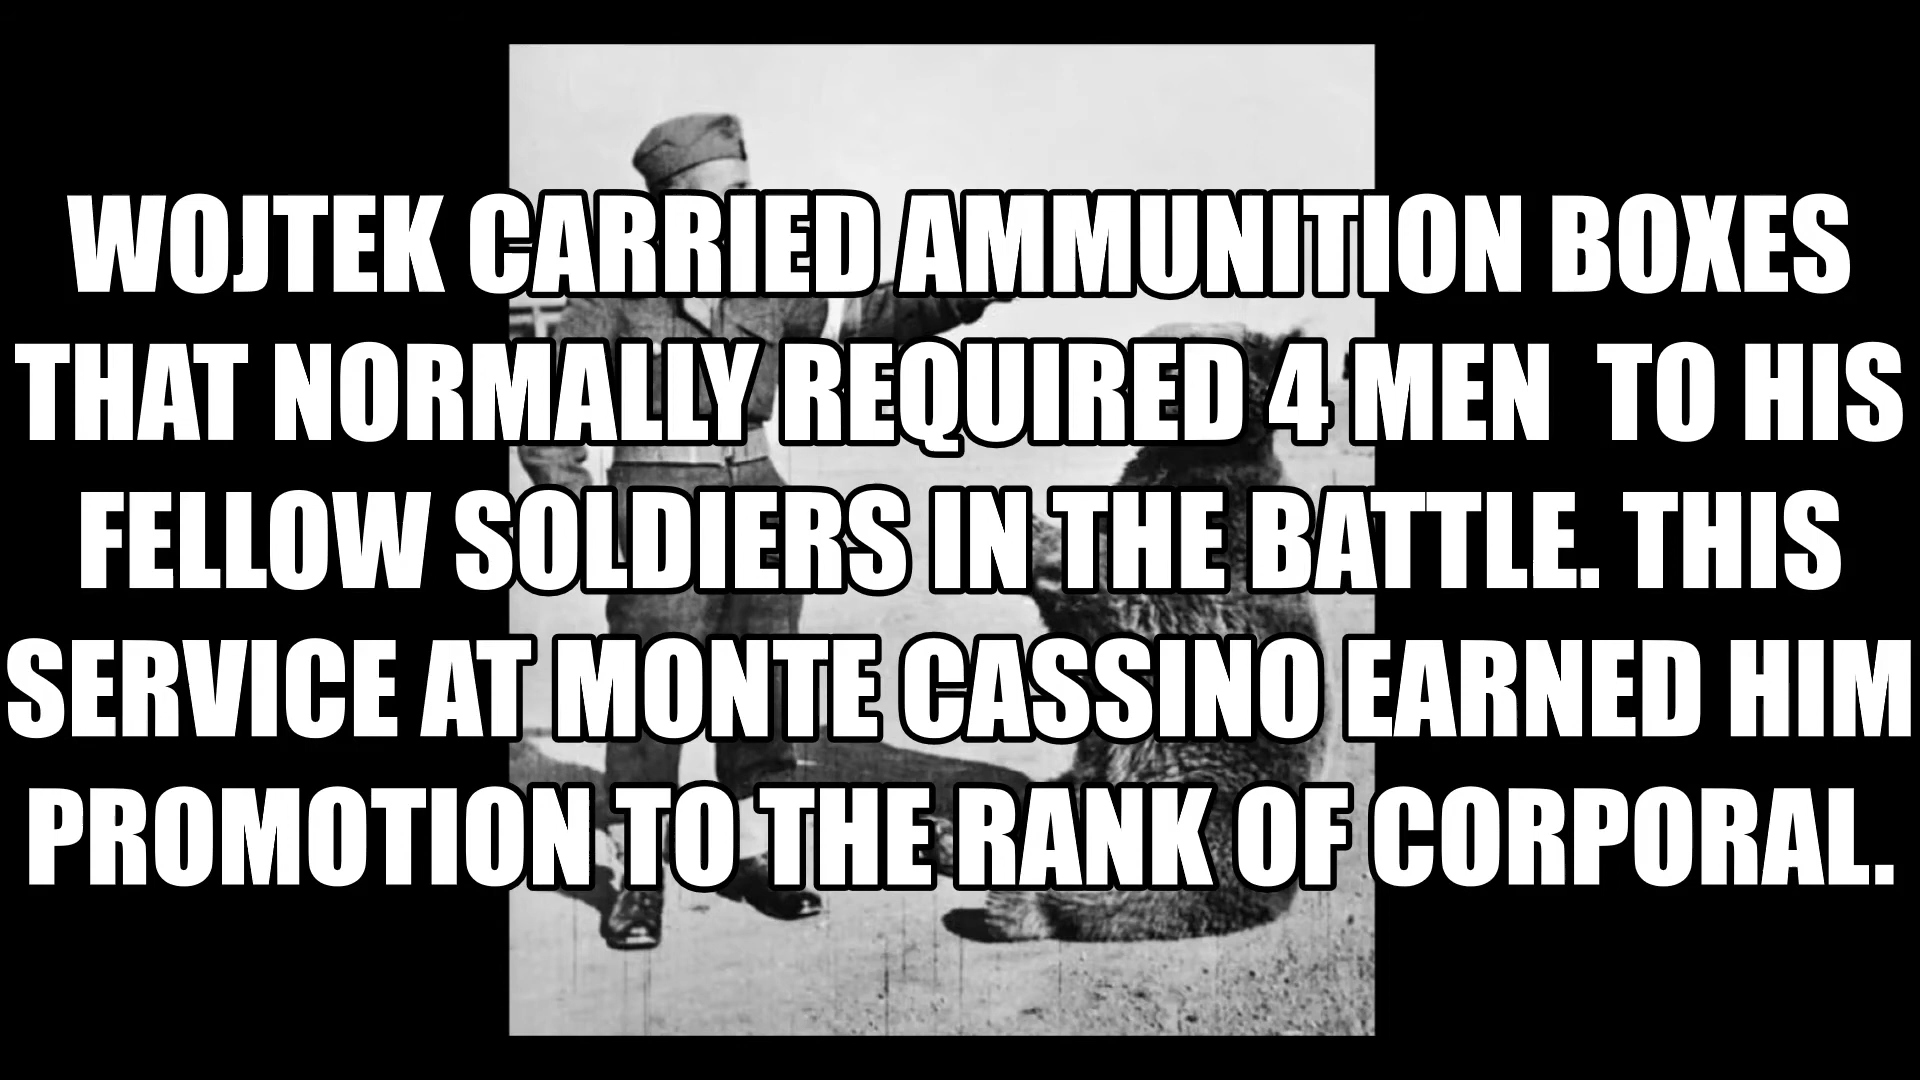 WOJTEK CARRIED AMMUNITION BOXES
THAT NORMALLY REQUIRED 4 MEN  TO HIS
FELLOW SOLDIERS IN THE BATTLE. THIS
SERVICE AT MONTE CASSINO EARNED HIM
PROMOTION TO THE RANK OF CORPORAL.